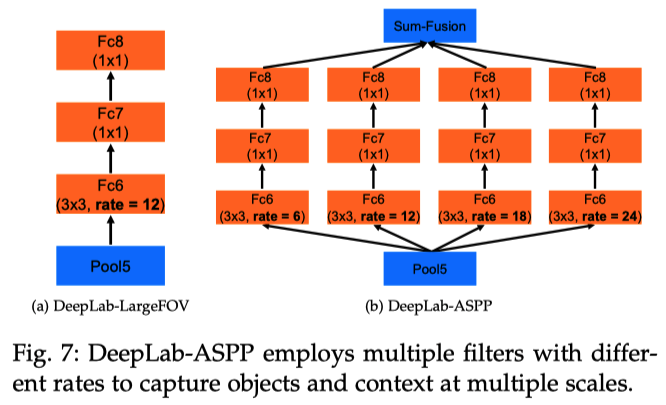 Fc8
(1x1)
Fc7
(1x1)
Fc6
(3x3, rate = 12)
Pool5
(a) DeepLab-LargeFOV
Sum-Fusion
Fc8 Fc8 Fc8 Fc8
(1x1) (1x1) (1x1) (1x1)
Fc7 Fc7 Fc7 Fc7
(1x1) (1x1) (1x1) (1x1)
Fc6 Fc6 Fc6 Fc6
(3x3, rate = 6) (3x3, rate = 12) (3x3, rate = 18) (3x3, rate = 24)
Pool5
(b) DeepLab-ASPP
Fig. 7: DeepLab-ASPP employs multiple filters with differ-
ent rates to capture objects and context at multiple scales.